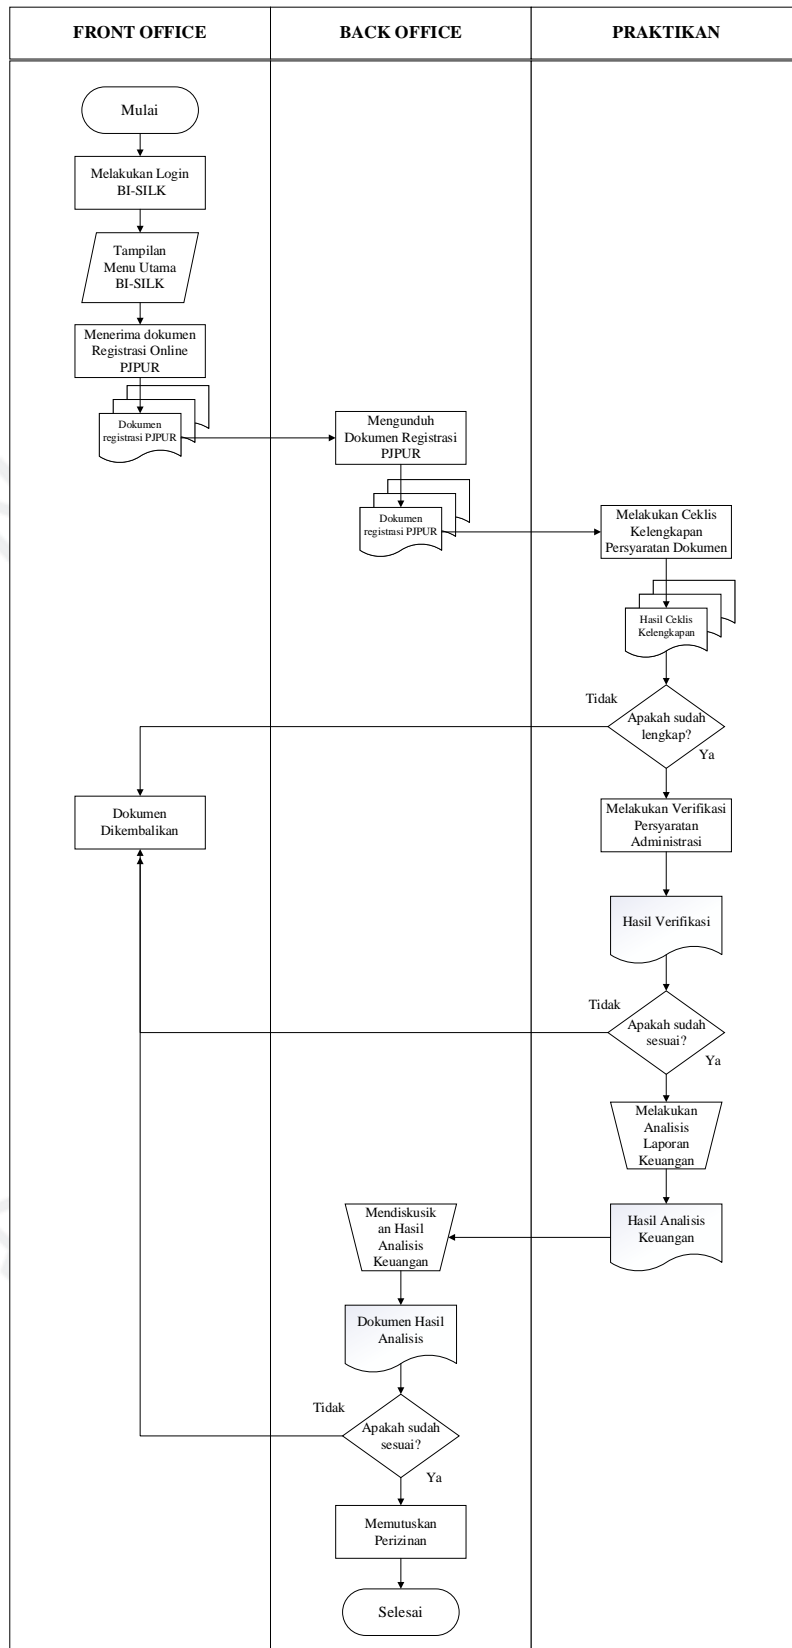 FRONT OFFICE
BACK OFFICE
PRAKTIKAN
Mulai
Melakukan Login
BI-SILK
Tampilan
Menu Utama
BI-SILK
Menerima dokumen
Registrasi Online
PJPUR
Dokumen
registrasi PJPUR
Mengunduh
Dokumen Registrasi
PJPUR
Dokumen
registrasi PJPUR
Melakukan Ceklis
Kelengkapan
Persyaratan Dokumen
Hasil Ceklis
Kelengkapan
Tidak
Apakah sudah
lengkap?
Ya
Dokumen
Dikembalikan
Melakukan Verifikasi
Persyaratan
Administrasi
Hasil Verifikasi
Tidak
Apakah sudah
sesuai?
Ya
Melakukan
Analisis
Laporan
Keuangan
Hasil Analisis
Keuangan
Mendiskusik
an Hasil
Analisis
Keuangan
Dokumen Hasil
Analisis
Tidak
Apakah sudah
sesuai?
Ya
Memutuskan
Perizinan
Selesai